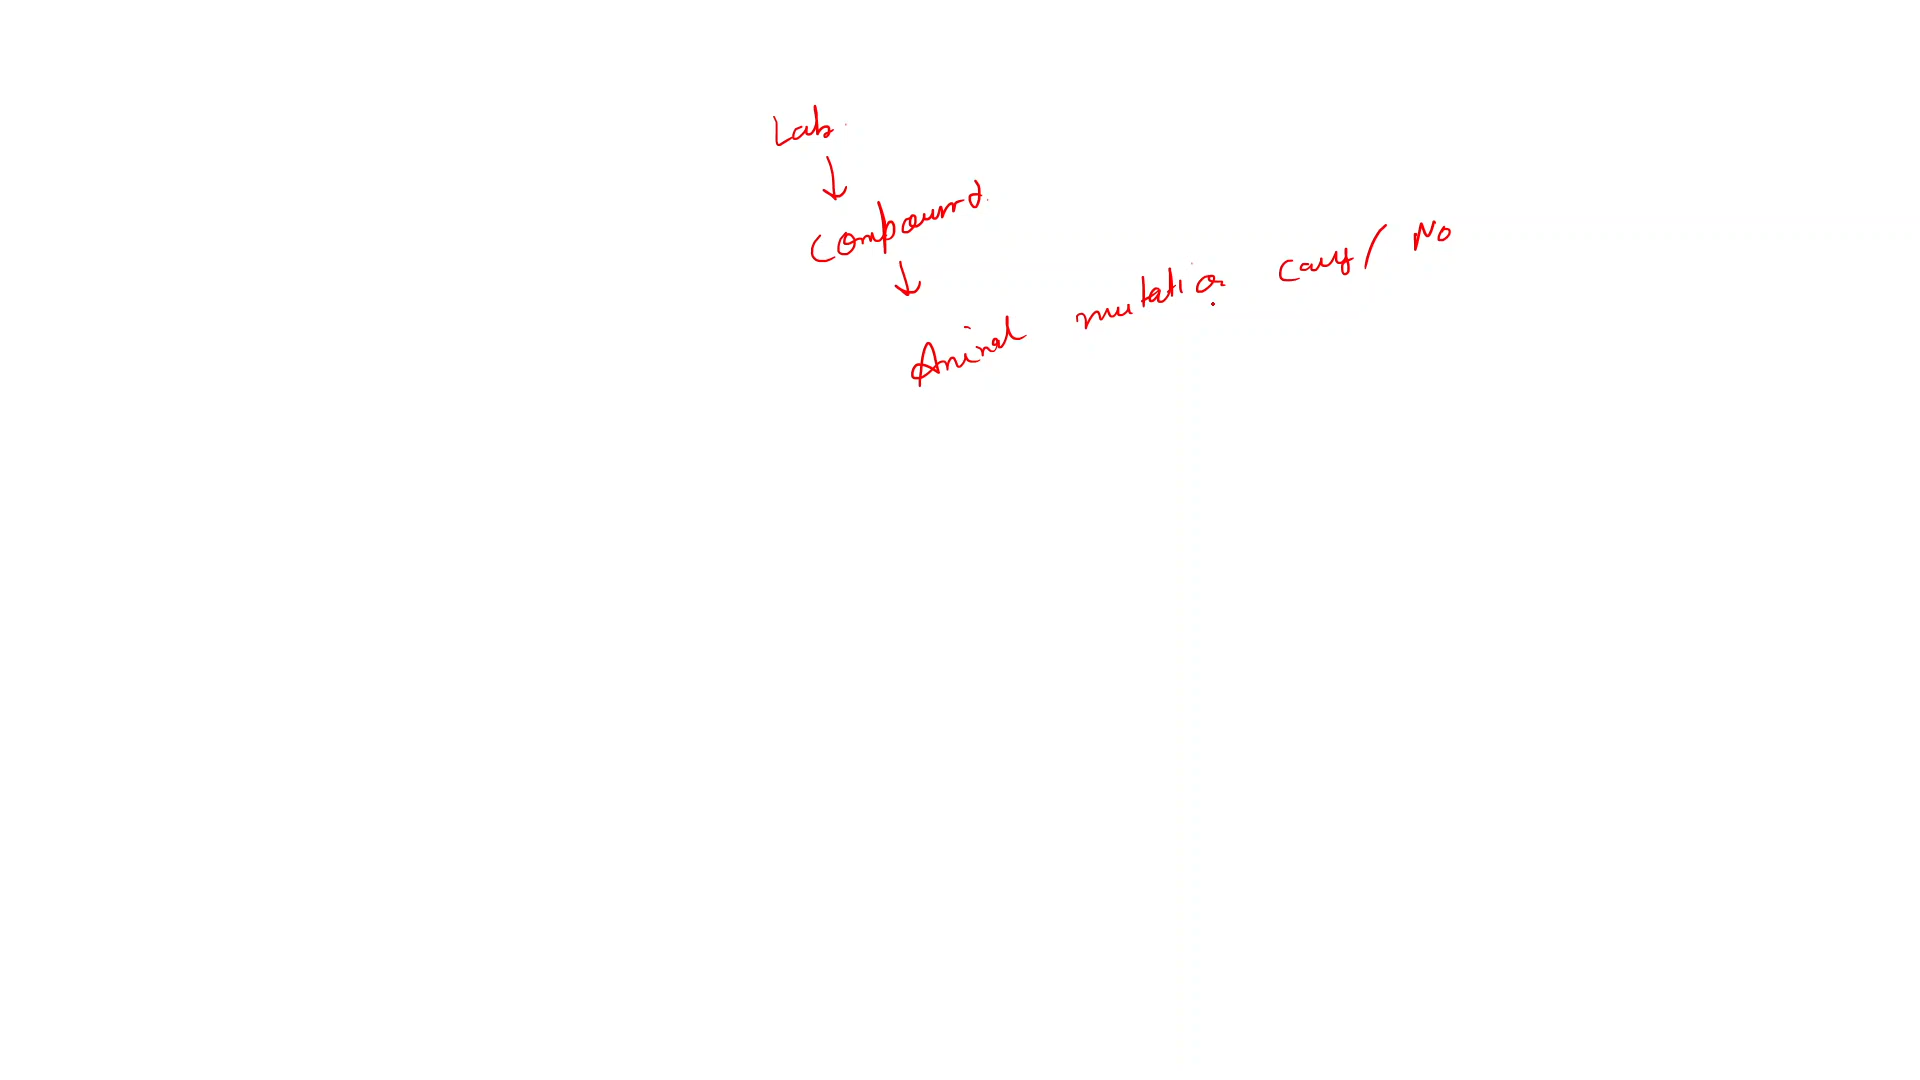 Lab
↓
Compound
↓
Animal mutation cause / No